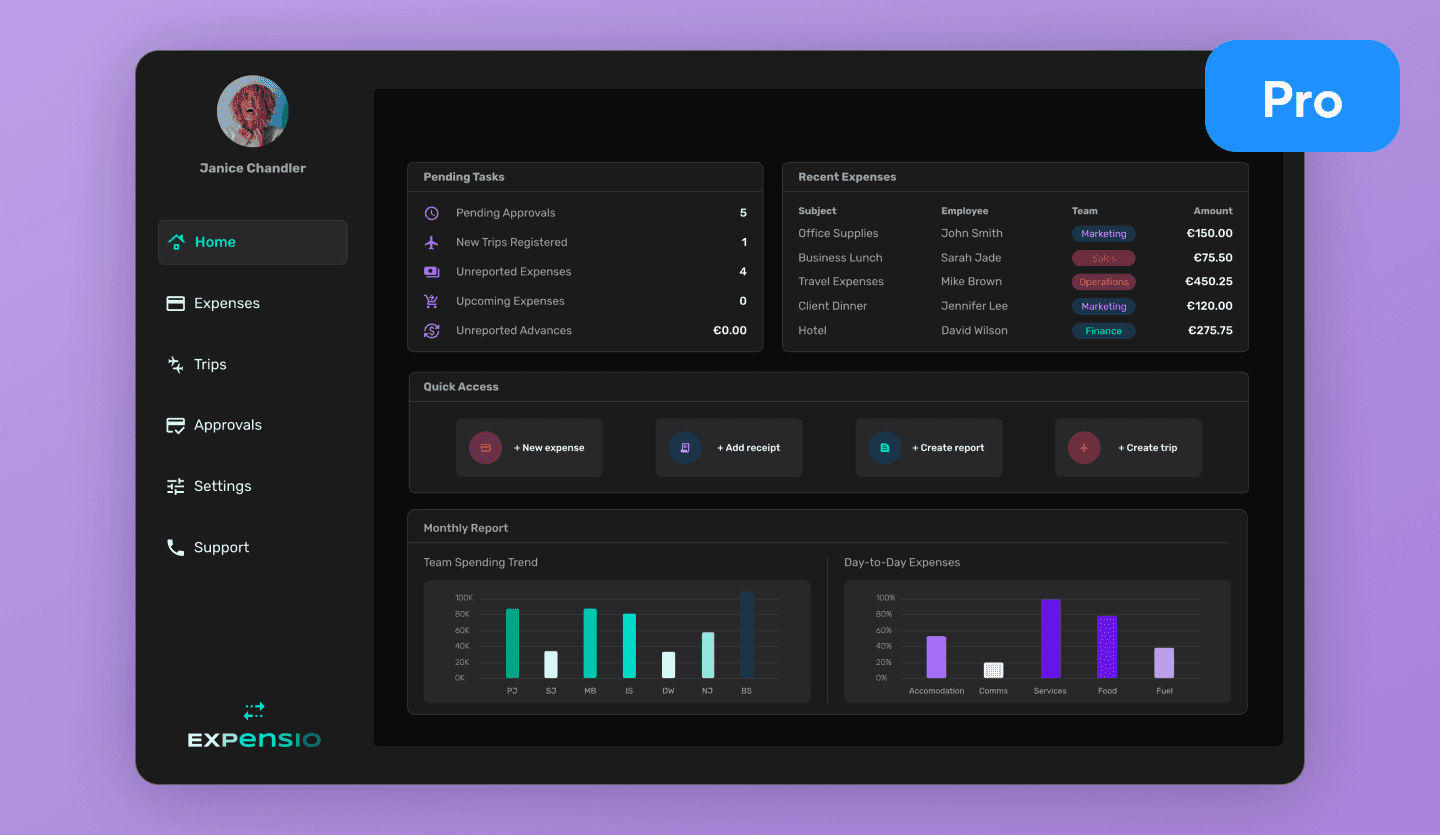 Pro
Janice Chandler
Home
Expenses
Trips
Approvals
Settings
Support
EXPENSIO
Pending Tasks
Pending Approvals 5
New Trips Registered 1
Unreported Expenses 4
Upcoming Expenses 0
Unreported Advances €0.00
Recent Expenses
Subject Employee Team Amount
Office Supplies John Smith Marketing €150.00
Business Lunch Sarah Jade Sales €75.50
Travel Expenses Mike Brown Operations €450.25
Client Dinner Jennifer Lee Marketing €120.00
Hotel David Wilson Finance €275.75
Quick Access
+ New expense + Add receipt + Create report + Create trip
Monthly Report
Team Spending Trend
100K
80K
60K
40K
20K
0K
PJ SJ MB IS DW NJ BS
Day-to-Day Expenses
100%
80%
60%
40%
20%
0%
Accomodation Comms Services Food Fuel